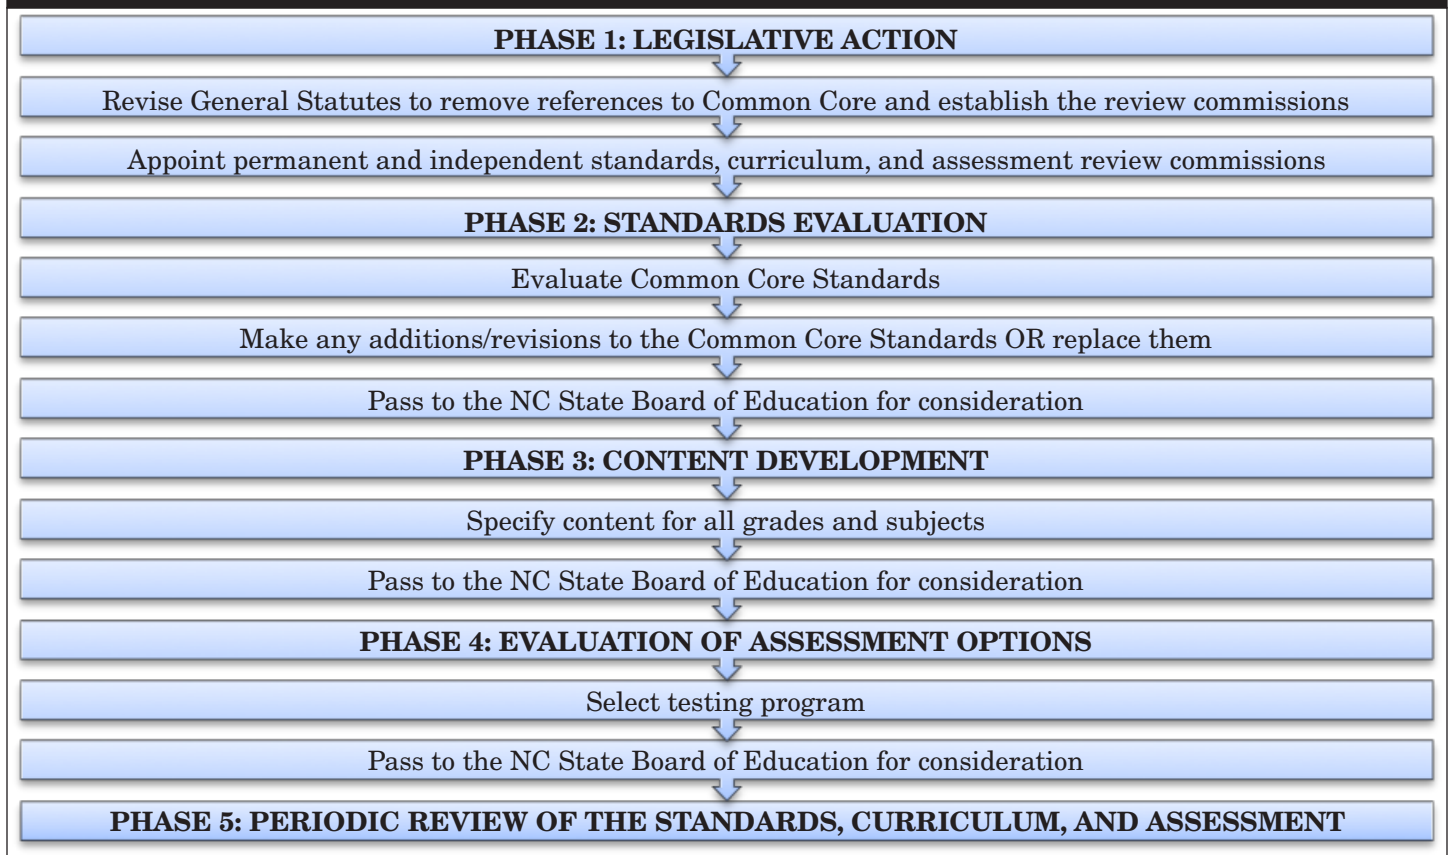 PHASE 1: LEGISLATIVE ACTION
Revise General Statutes to remove references to Common Core and establish the review commissions
Appoint permanent and independent standards, curriculum, and assessment review commissions
PHASE 2: STANDARDS EVALUATION
Evaluate Common Core Standards
Make any additions/revisions to the Common Core Standards OR replace them
Pass to the NC State Board of Education for consideration
PHASE 3: CONTENT DEVELOPMENT
Specify content for all grades and subjects
Pass to the NC State Board of Education for consideration
PHASE 4: EVALUATION OF ASSESSMENT OPTIONS
Select testing program
Pass to the NC State Board of Education for consideration
PHASE 5: PERIODIC REVIEW OF THE STANDARDS, CURRICULUM, AND ASSESSMENT